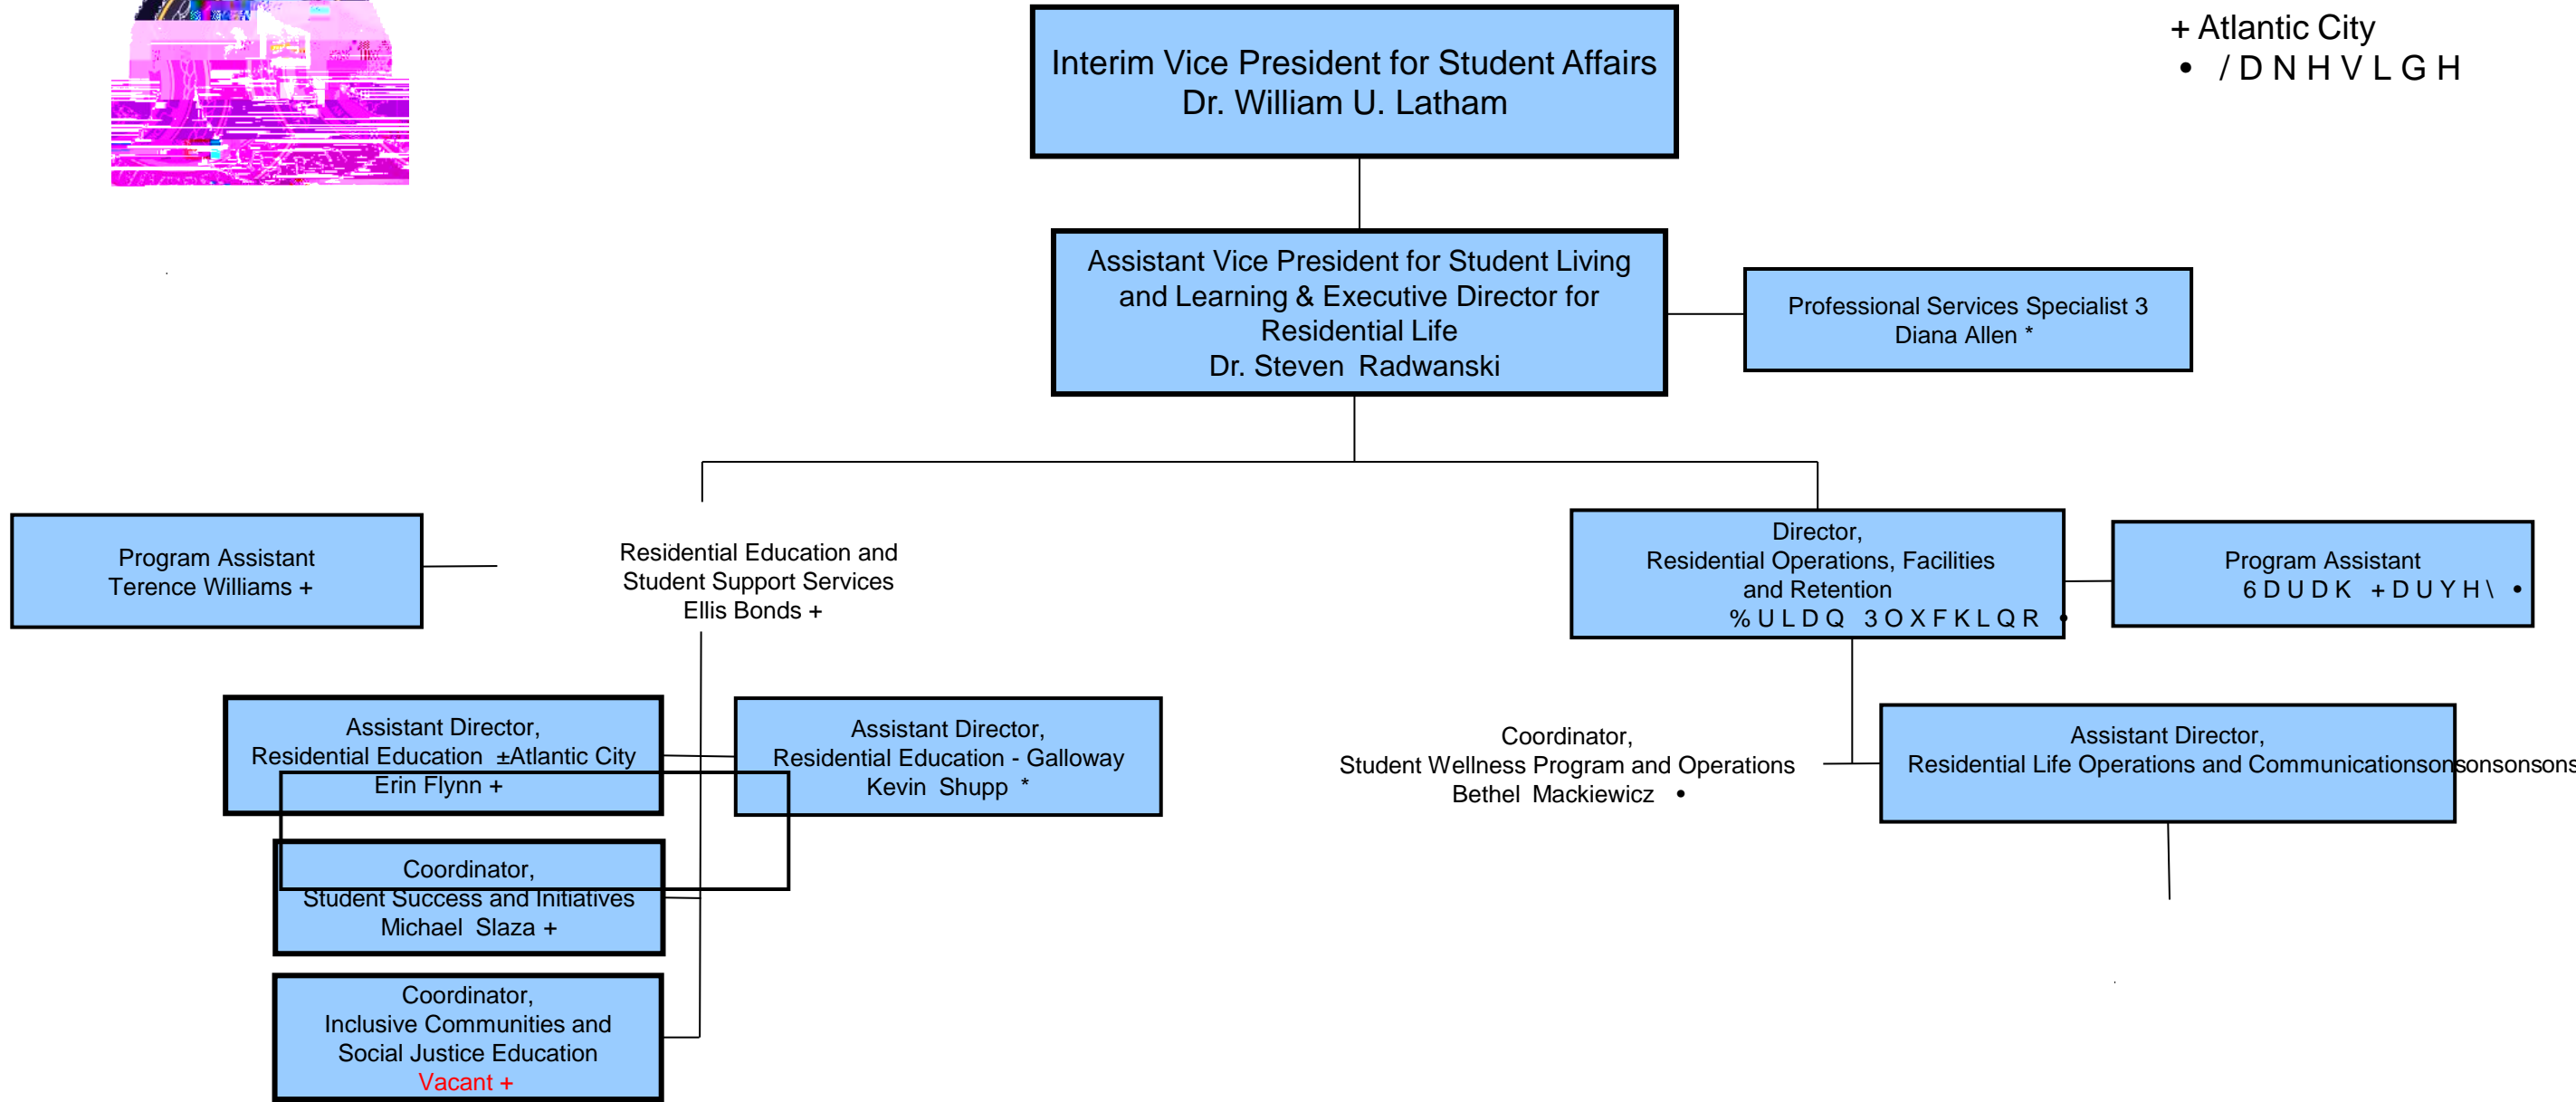 + Atlantic City
• / D N H V L G H
Interim Vice President for Student Affairs
Dr. William U. Latham
Assistant Vice President for Student Living
and Learning & Executive Director for
Residential Life
Dr. Steven Radwanski
Professional Services Specialist 3
Diana Allen *
Program Assistant
Terence Williams +
Residential Education and
Student Support Services
Ellis Bonds +
Director,
Residential Operations, Facilities
and Retention
% U L D Q 3 O X F K L Q R •
Program Assistant
6 D U D K + D U Y H \ •
Assistant Director,
Residential Education ±Atlantic City
Erin Flynn +
Assistant Director,
Residential Education - Galloway
Kevin Shupp *
Coordinator,
Student Wellness Program and Operations
Bethel Mackiewicz •
Assistant Director,
Residential Life Operations and Communicationsonsonsonsons
Coordinator,
Student Success and Initiatives
Michael Slaza +
Coordinator,
Inclusive Communities and
Social Justice Education
Vacant +